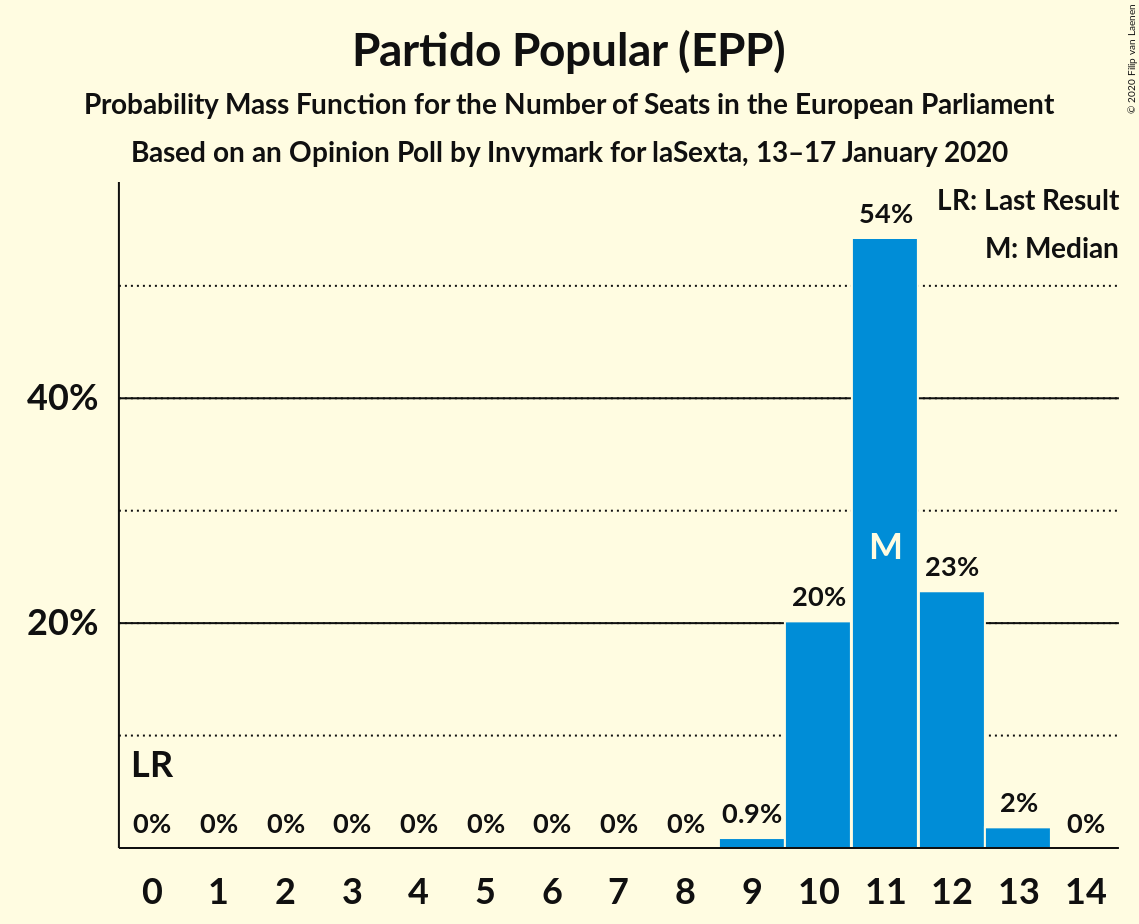 Partido Popular (EPP)
Probability Mass Function for the Number of Seats in the European Parliament
Based on an Opinion Poll by Invymark for laSexta, 13–17 January 2020
© 2020 Filip van Laenen
LR: Last Result
M: Median
54%
40%
M
23%
20%
20%
LR
0% 0% 0% 0% 0% 0% 0% 0% 0% 0.9% 2% 0%
0 1 2 3 4 5 6 7 8 9 10 11 12 13 14